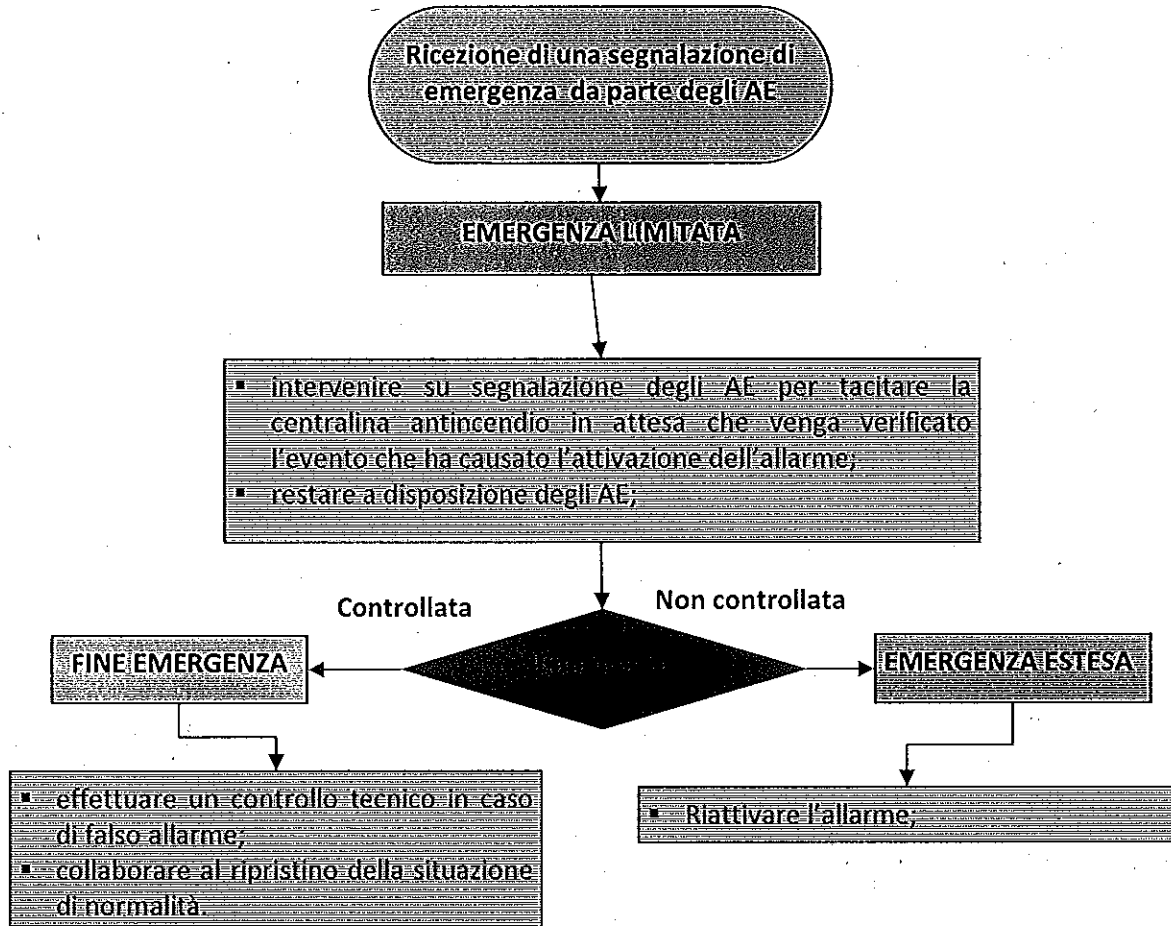 Ricezione di una segnalazione di
emergenza da parte degli AE
EMERGENZA LIMITATA
▪ intervenire su segnalazione degli AE per tacitare la
centralina antincendio in attesa che venga verificato
l'evento che ha causato l'attivazione dell'allarme;
▪ restare a disposizione degli AE;
Controllata
Non controllata
FINE EMERGENZA
EMERGENZA ESTESA
▪ effettuare un controllo tecnico in caso
di falso allarme;
▪ collaborare al ripristino della situazione
di normalità.
▪ Riattivare l'allarme;